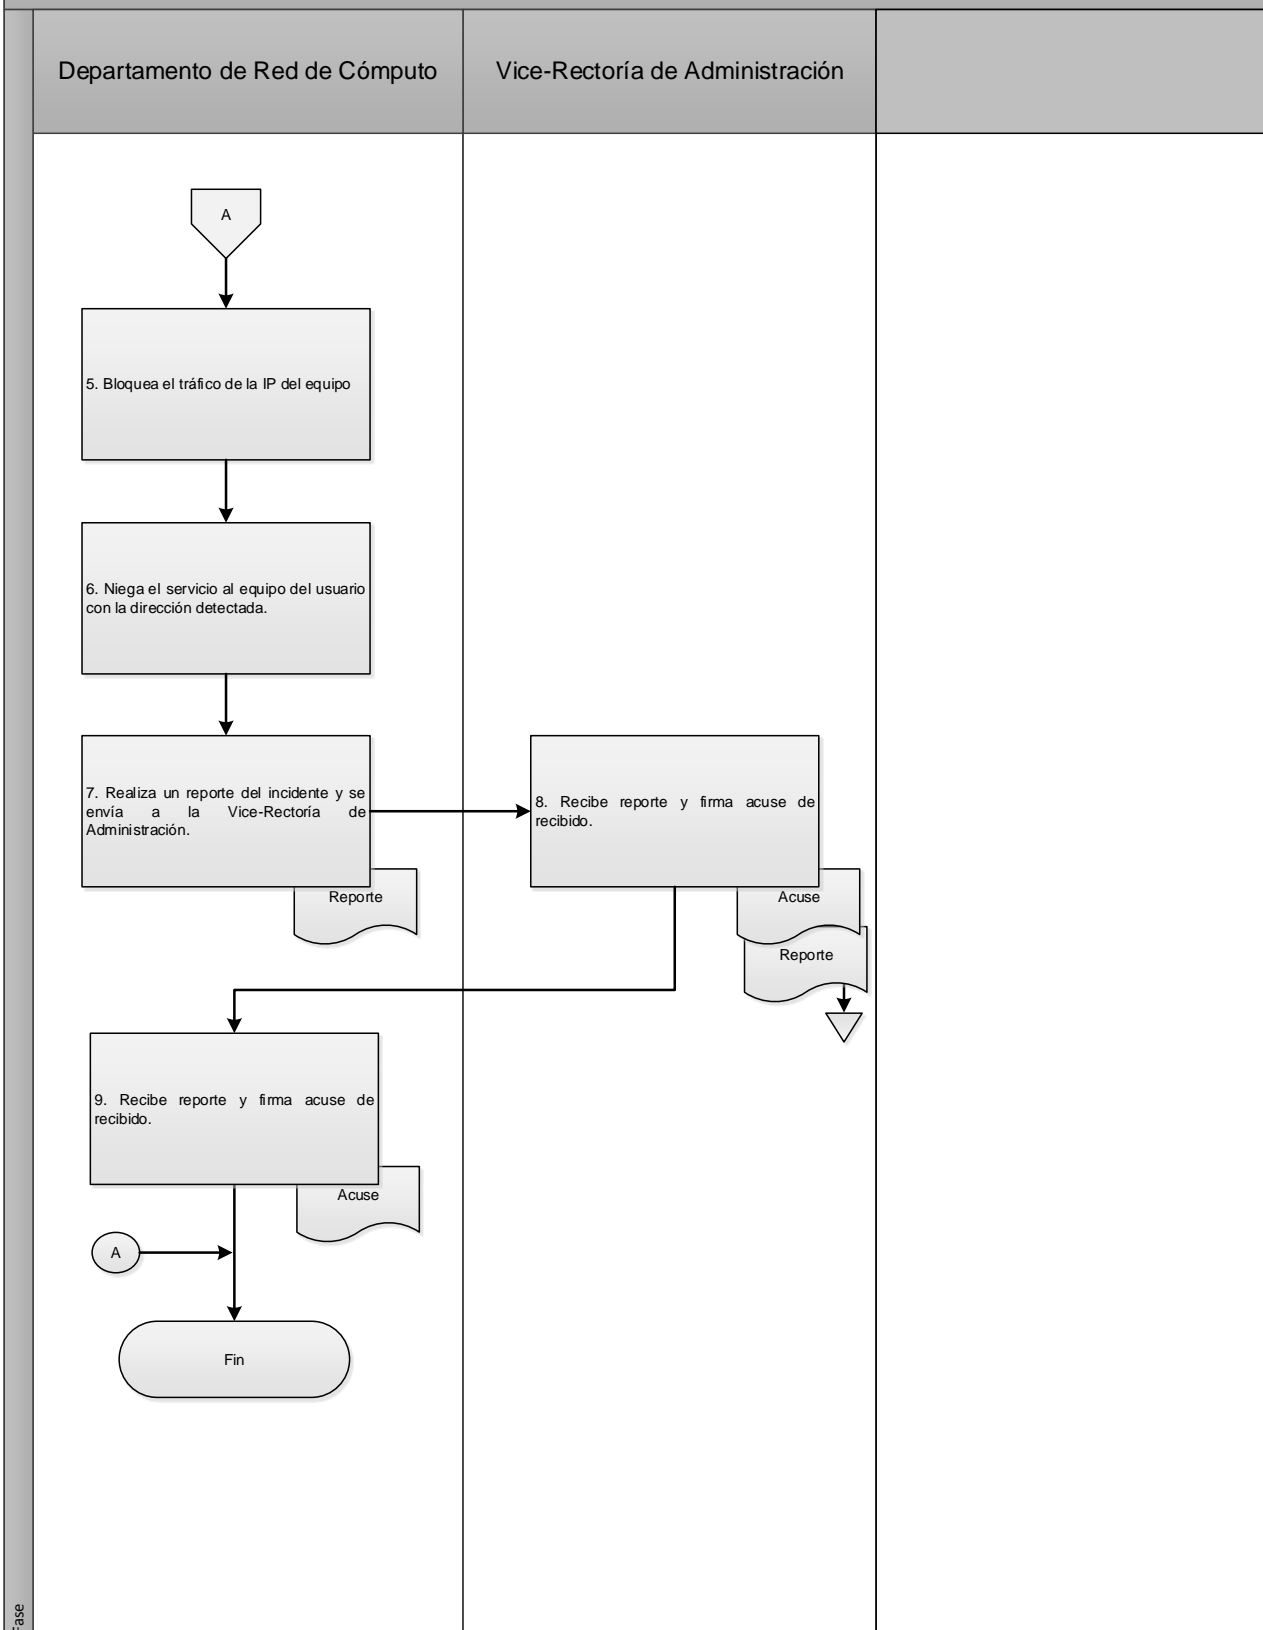 Departamento de Red de Cómputo
Vice-Rectoría de Administración
A
5. Bloquea el tráfico de la IP del equipo
6. Niega el servicio al equipo del usuario
con la dirección detectada.
7. Realiza un reporte del incidente y se
envía a la Vice-Rectoría de
Administración.
Reporte
8. Recibe reporte y firma acuse de
recibido.
Acuse
Reporte
9. Recibe reporte y firma acuse de
recibido.
Acuse
A
Fin
Fase